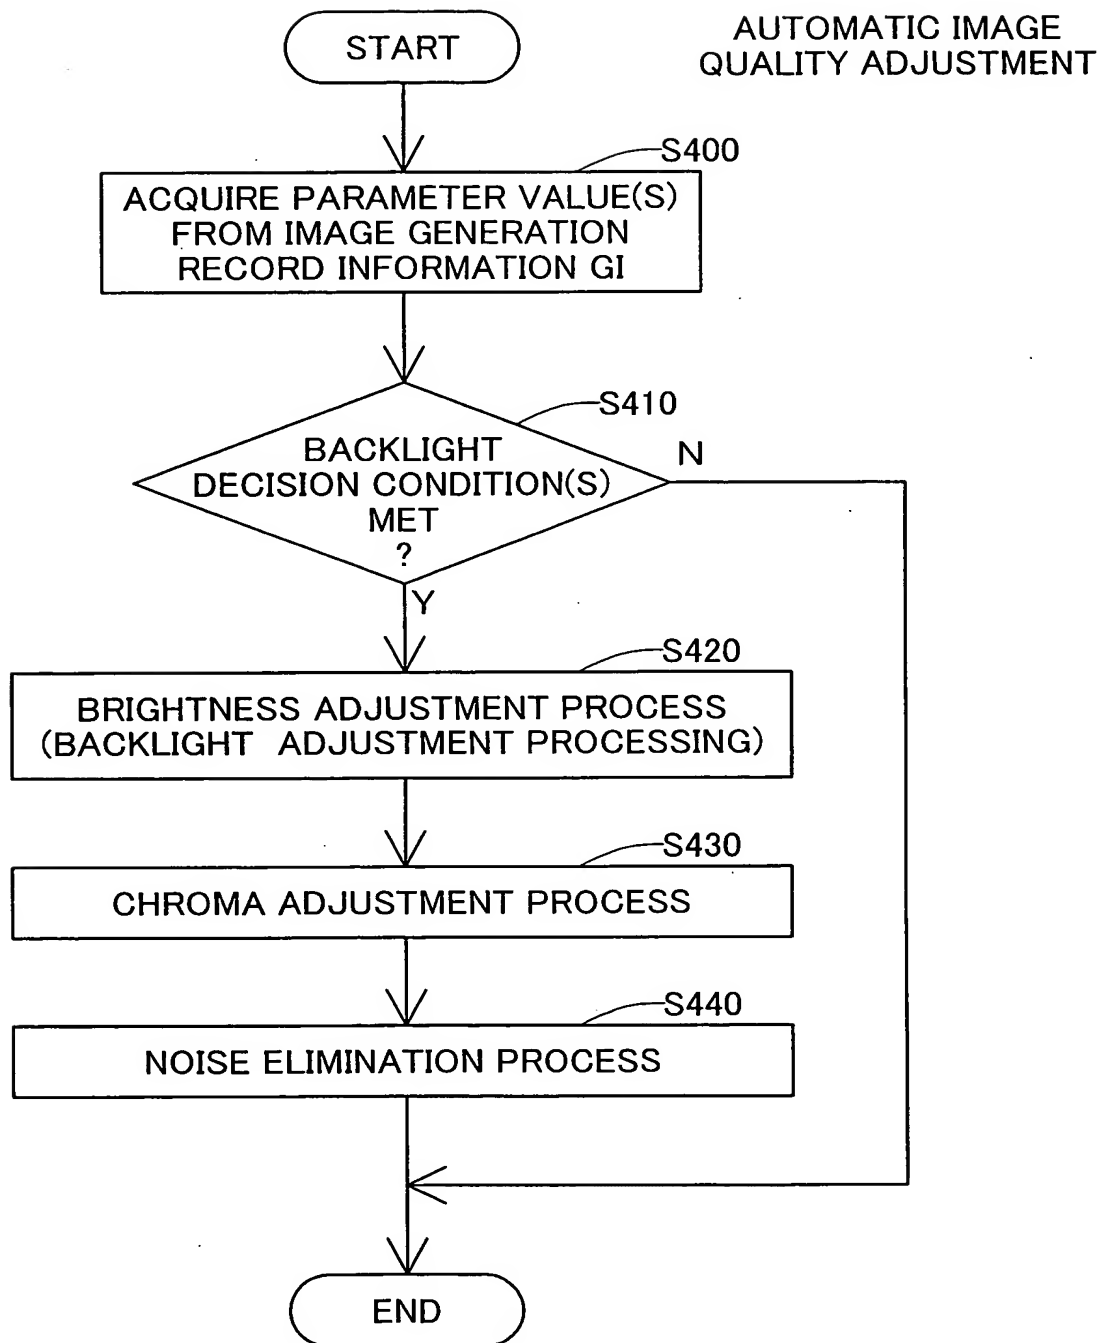 AUTOMATIC IMAGE
QUALITY ADJUSTMENT
START
S400
ACQUIRE PARAMETER VALUE(S)
FROM IMAGE GENERATION
RECORD INFORMATION GI
S410
BACKLIGHT
DECISION CONDITION(S)
MET
?
N
Y
S420
BRIGHTNESS ADJUSTMENT PROCESS
(BACKLIGHT ADJUSTMENT PROCESSING)
S430
CHROMA ADJUSTMENT PROCESS
S440
NOISE ELIMINATION PROCESS
END